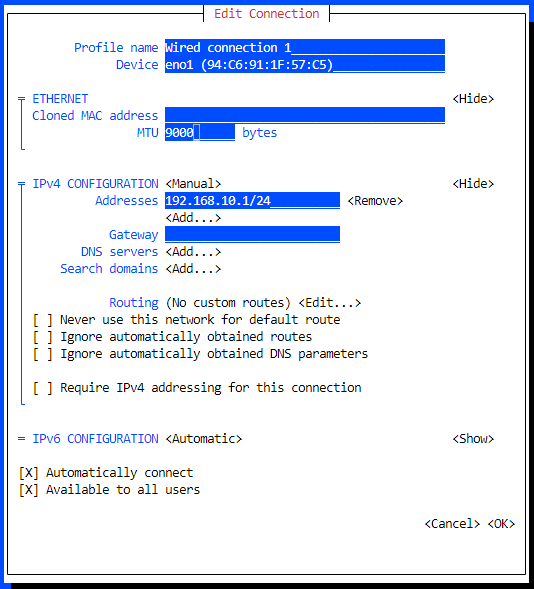 Edit Connection
Profile name Wired connection 1
Device eno1 (94:C6:91:1F:57:C5)
ETHERNET <Hide>
Cloned MAC address
MTU 9000 bytes
IPv4 CONFIGURATION <Manual> <Hide>
Addresses 192.168.10.1/24 <Remove>
<Add...>
Gateway
DNS servers <Add...>
Search domains <Add...>
Routing (No custom routes) <Edit...>
[ ] Never use this network for default route
[ ] Ignore automatically obtained routes
[ ] Ignore automatically obtained DNS parameters
[ ] Require IPv4 addressing for this connection
= IPv6 CONFIGURATION <Automatic> <Show>
[X] Automatically connect
[X] Available to all users
<Cancel> <OK>